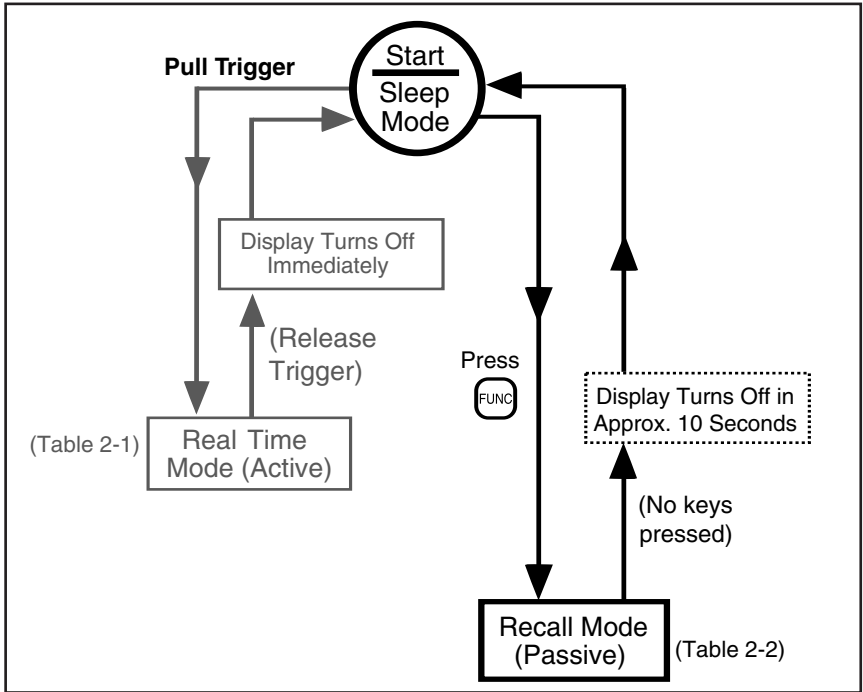 Pull Trigger
Start
Sleep
Mode
Display Turns Off
Immediately
(Release
Trigger)
(Table 2-1)
Real Time
Mode (Active)
Press
FUNC
Display Turns Off in
Approx. 10 Seconds
(No keys
pressed)
Recall Mode
(Passive)
(Table 2-2)